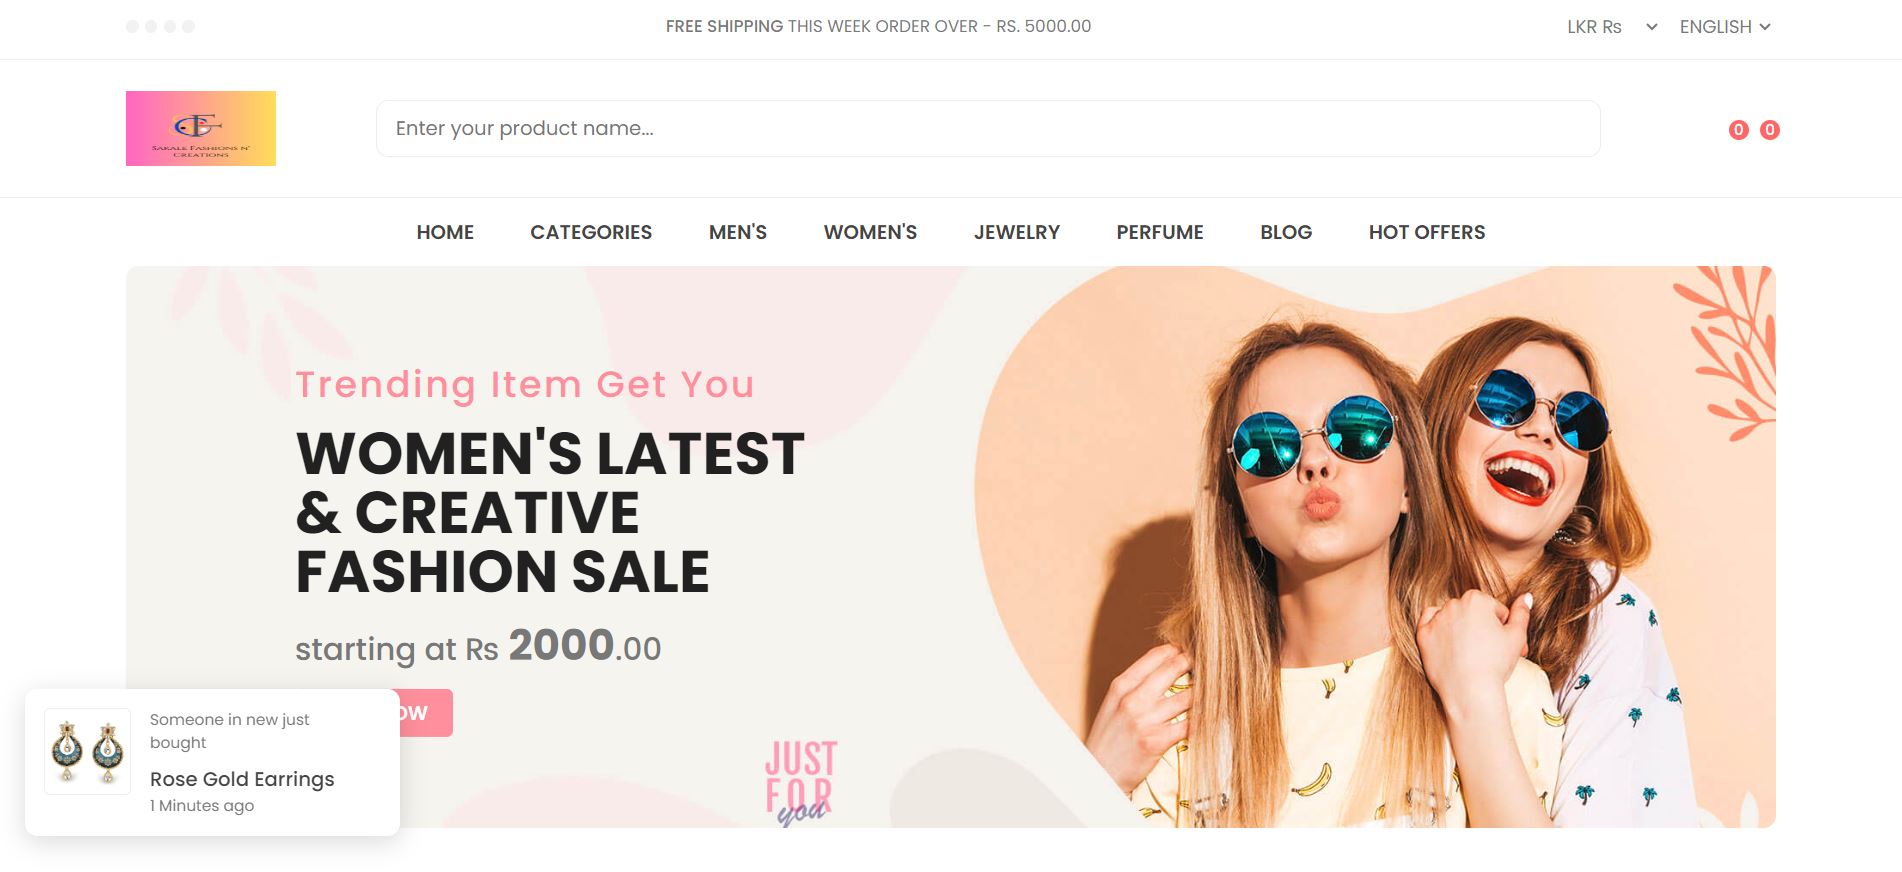 FREE SHIPPING THIS WEEK ORDER OVER - RS. 5000.00
LKR Rs
ENGLISH
SAKALE FASHIONS N'
CREATIONS
Enter your product name...
0
0
HOME
CATEGORIES
MEN'S
WOMEN'S
JEWELRY
PERFUME
BLOG
HOT OFFERS
Trending Item Get You
WOMEN'S LATEST
& CREATIVE
FASHION SALE
starting at Rs 2000.00
Someone in new just
bought
Rose Gold Earrings
1 Minutes ago
JUST
FOR
you